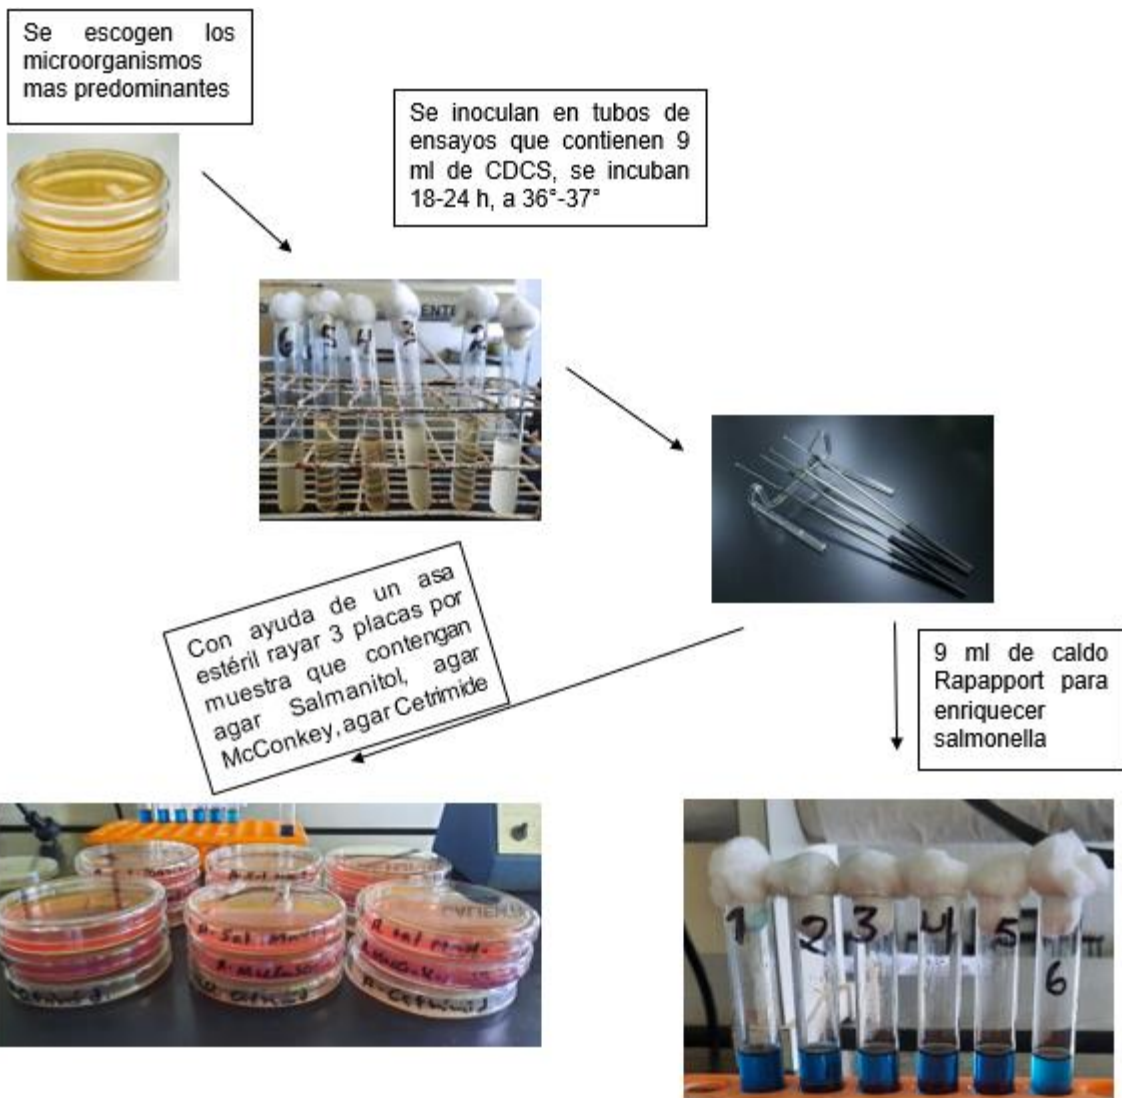 Se escogen los
microorganismos
mas predominantes
Se inoculan en tubos de
ensayos que contienen 9
ml de CDCS, se incuban
18-24 h, a 36°-37°
ENTE
6 5 4 3 2
Con ayuda de un asa
estéril rayar 3 placas por
muestra que contengan
agar Salmanitol, agar
McConkey, agar Cetrimide
9 ml de caldo
Rapapport para
enriquecer
salmonella
1 2 3 4 5 6